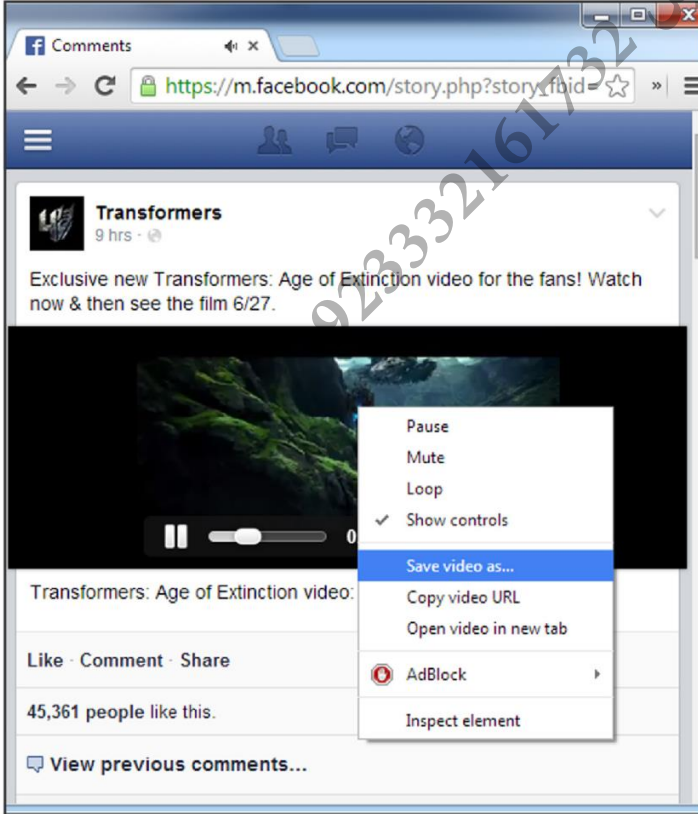 Comments
https://m.facebook.com/story.php?story_fbid=
Transformers
9 hrs ·
Exclusive new Transformers: Age of Extinction video for the fans! Watch
now & then see the film 6/27.
Pause
Mute
Loop
Show controls
0
Save video as...
Transformers: Age of Extinction video:
Copy video URL
Open video in new tab
Like · Comment · Share
AdBlock
45,361 people like this.
Inspect element
View previous comments...